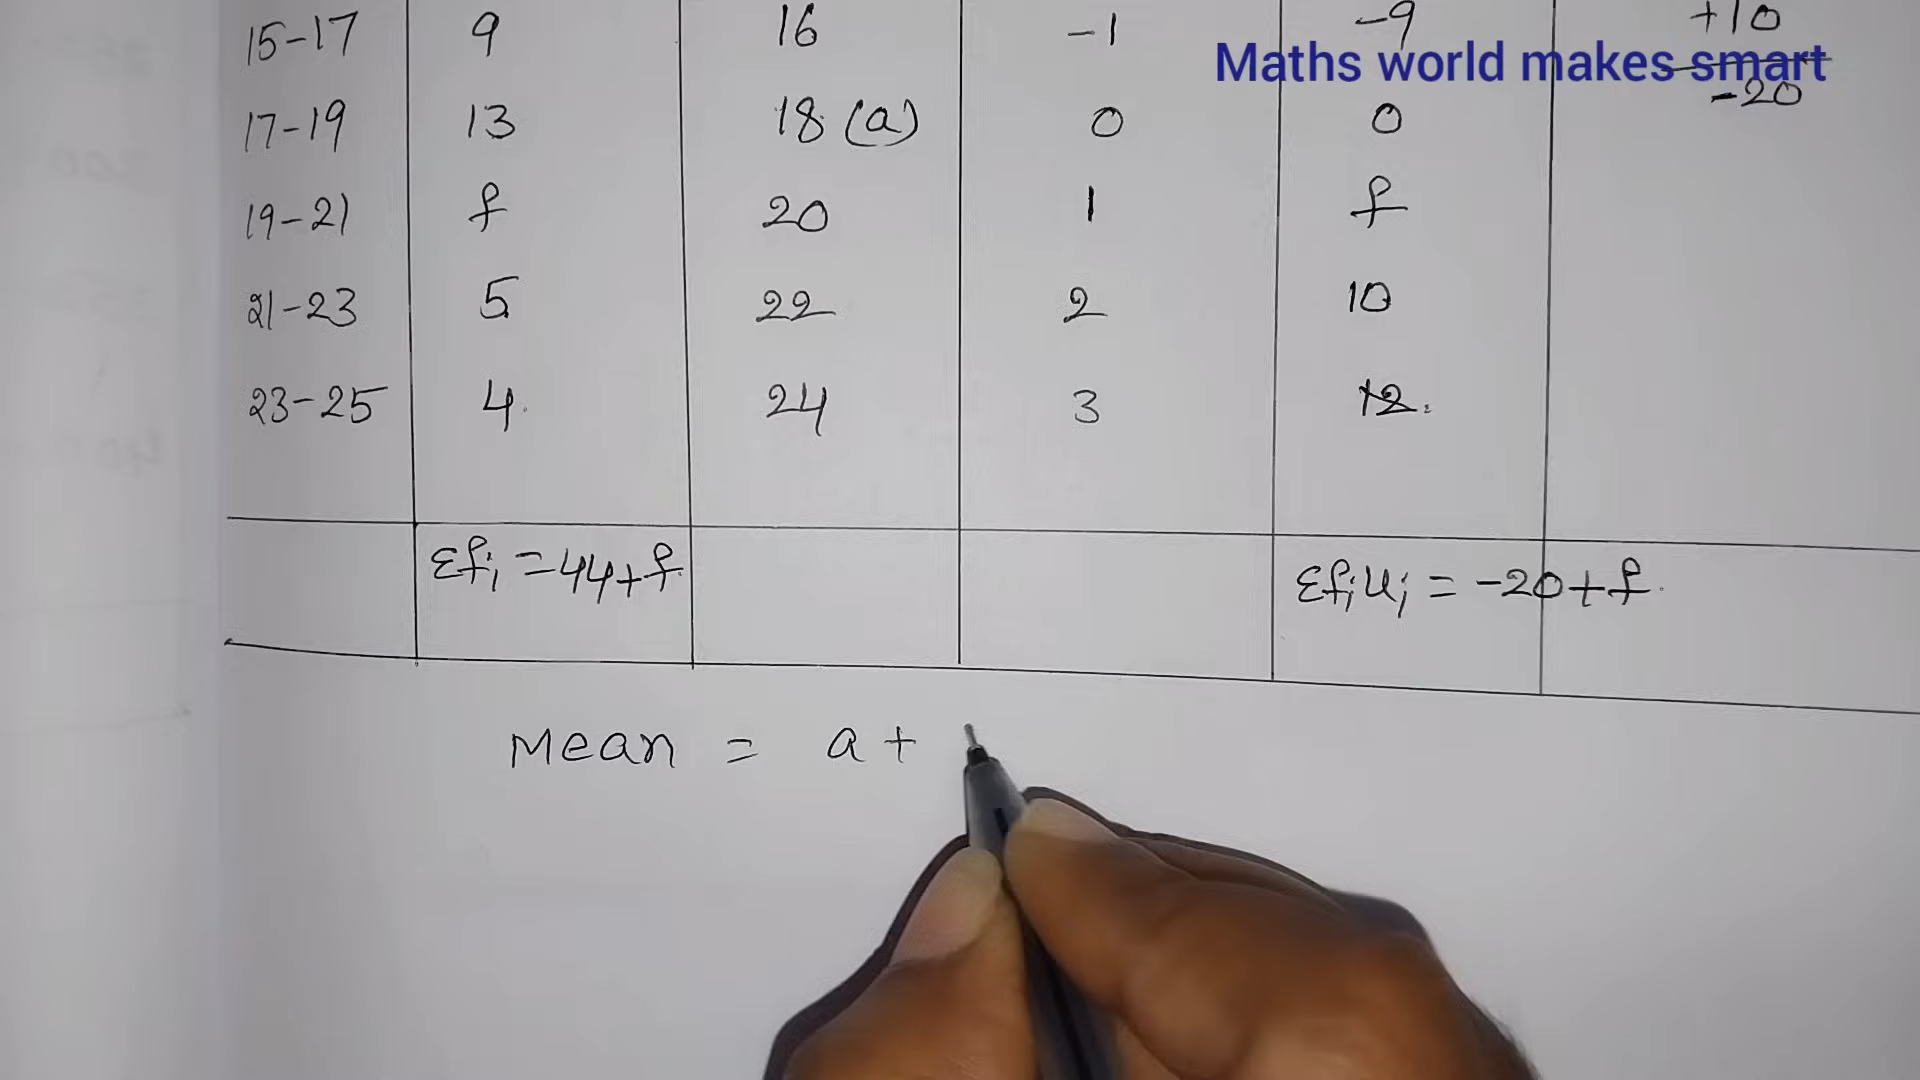 15-17 9 16 -1 -9 +10
Maths world makes smart
-20
17-19 13 18 (a) 0 0
19-21 f 20 1 f
21-23 5 22 2 10
23-25 4 24 3 12
Σfi = 44+f Σfiui = -20+f
Mean = a+